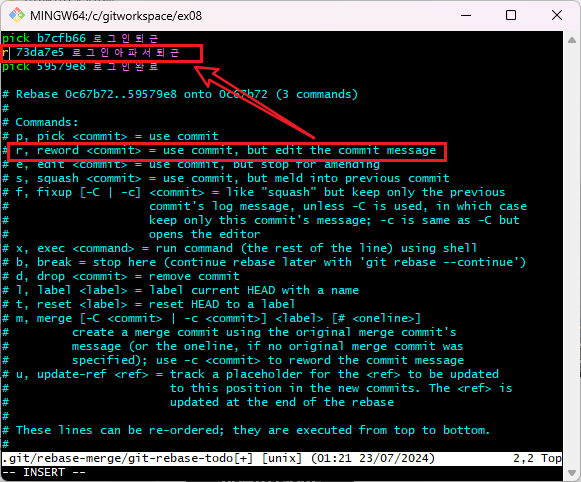 MINGW64:/c/gitworkspace/ex08
pick b7cfb66 로그인퇴근
r 73da7e5 로그인아파서퇴근
pick 59579e8 로그인완료

# Rebase 0c67b72..59579e8 onto 0c67b72 (3 commands)
#
# Commands:
# p, pick <commit> = use commit
# r, reword <commit> = use commit, but edit the commit message
# e, edit <commit> = use commit, but stop for amending
# s, squash <commit> = use commit, but meld into previous commit
# f, fixup [-C | -c] <commit> = like "squash" but keep only the previous
#                    commit's log message, unless -C is used, in which case
#                    keep only this commit's message; -c is same as -C but
#                    opens the editor
# x, exec <command> = run command (the rest of the line) using shell
# b, break = stop here (continue rebase later with 'git rebase --continue')
# d, drop <commit> = remove commit
# l, label <label> = label current HEAD with a name
# t, reset <label> = reset HEAD to a label
# m, merge [-C <commit> | -c <commit>] <label> [# <oneline>]
#         create a merge commit using the original merge commit's
#         message (or the oneline, if no original merge commit was
#         specified); use -c <commit> to reword the commit message
# u, update-ref <ref> = track a placeholder for the <ref> to be updated
#                       to this position in the new commits. The <ref> is
#                       updated at the end of the rebase
#
# These lines can be re-ordered; they are executed from top to bottom.
#
.git/rebase-merge/git-rebase-todo[+] [unix] (01:21 23/07/2024) 2,2 Top
-- INSERT --